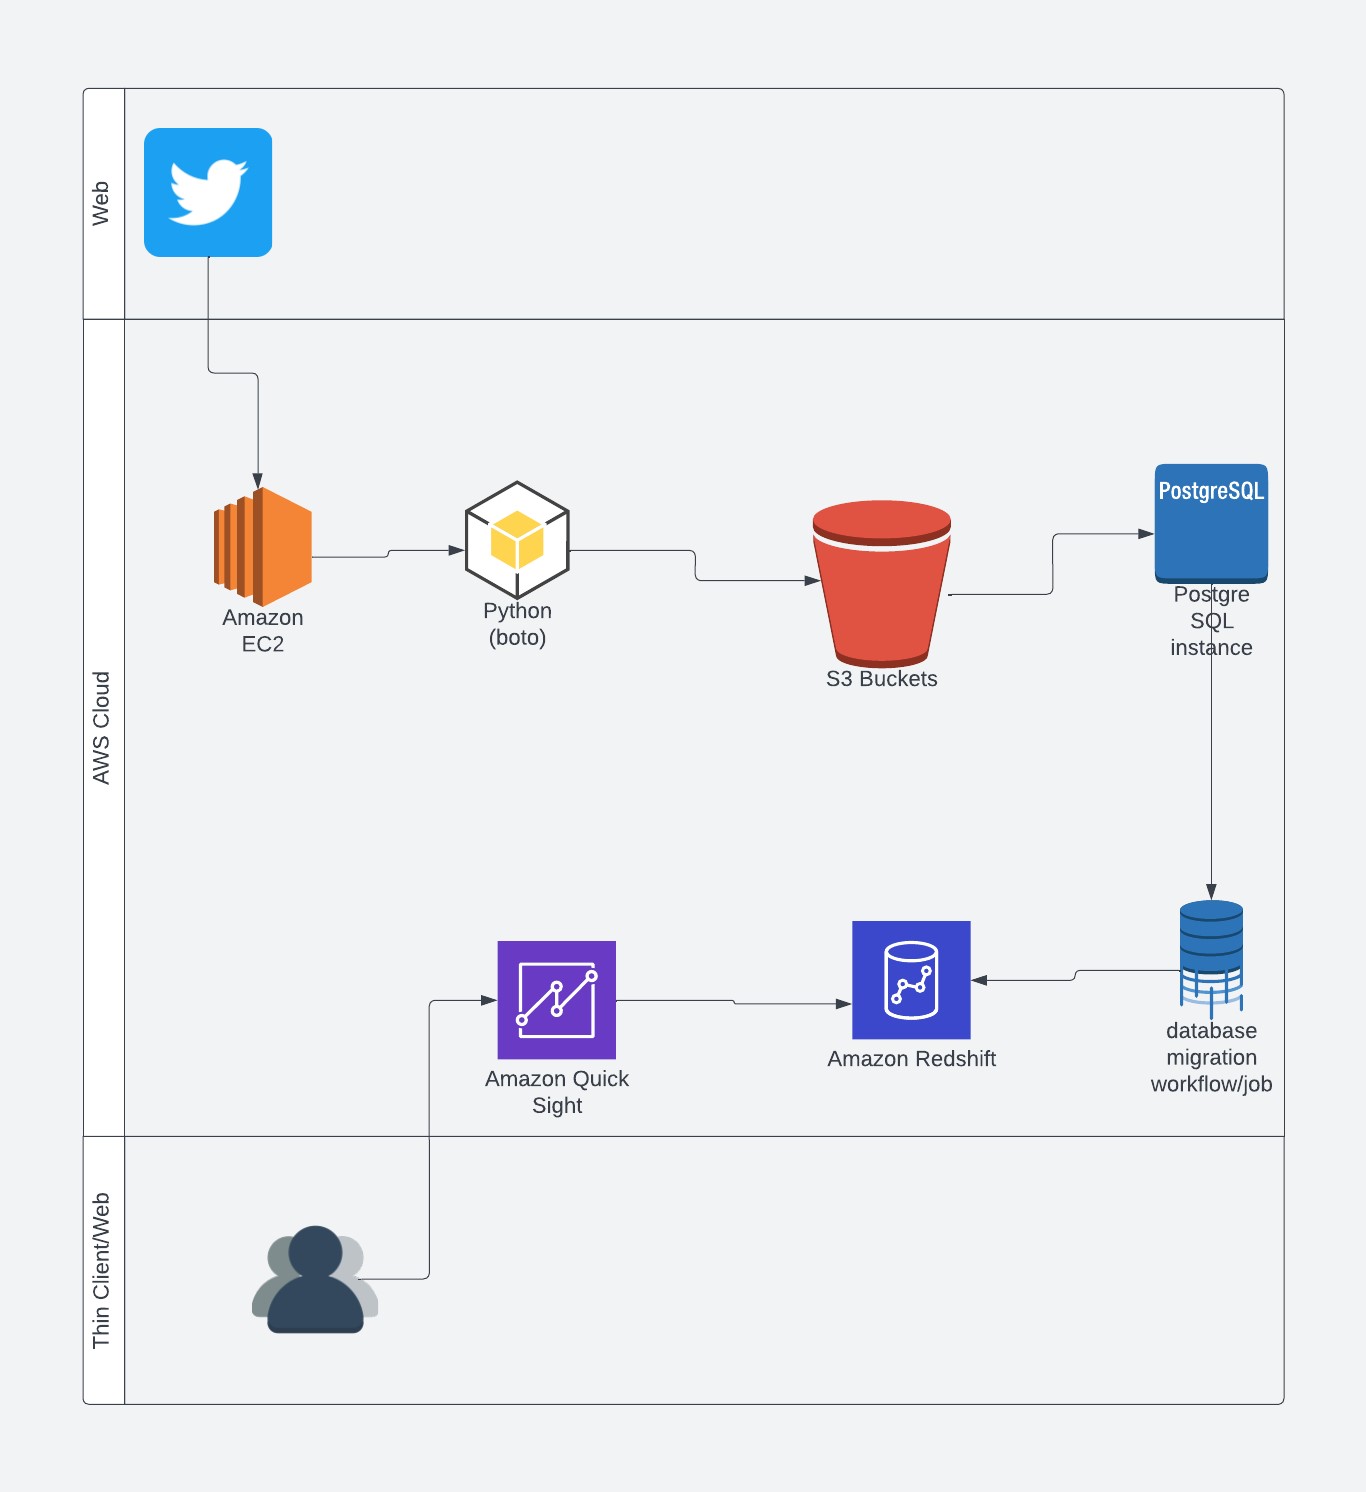 Web
AWS Cloud
Thin Client/Web
Amazon
EC2
Python
(boto)
S3 Buckets
PostgreSQL
Postgre
SQL
instance
Amazon Quick
Sight
Amazon Redshift
database
migration
workflow/job